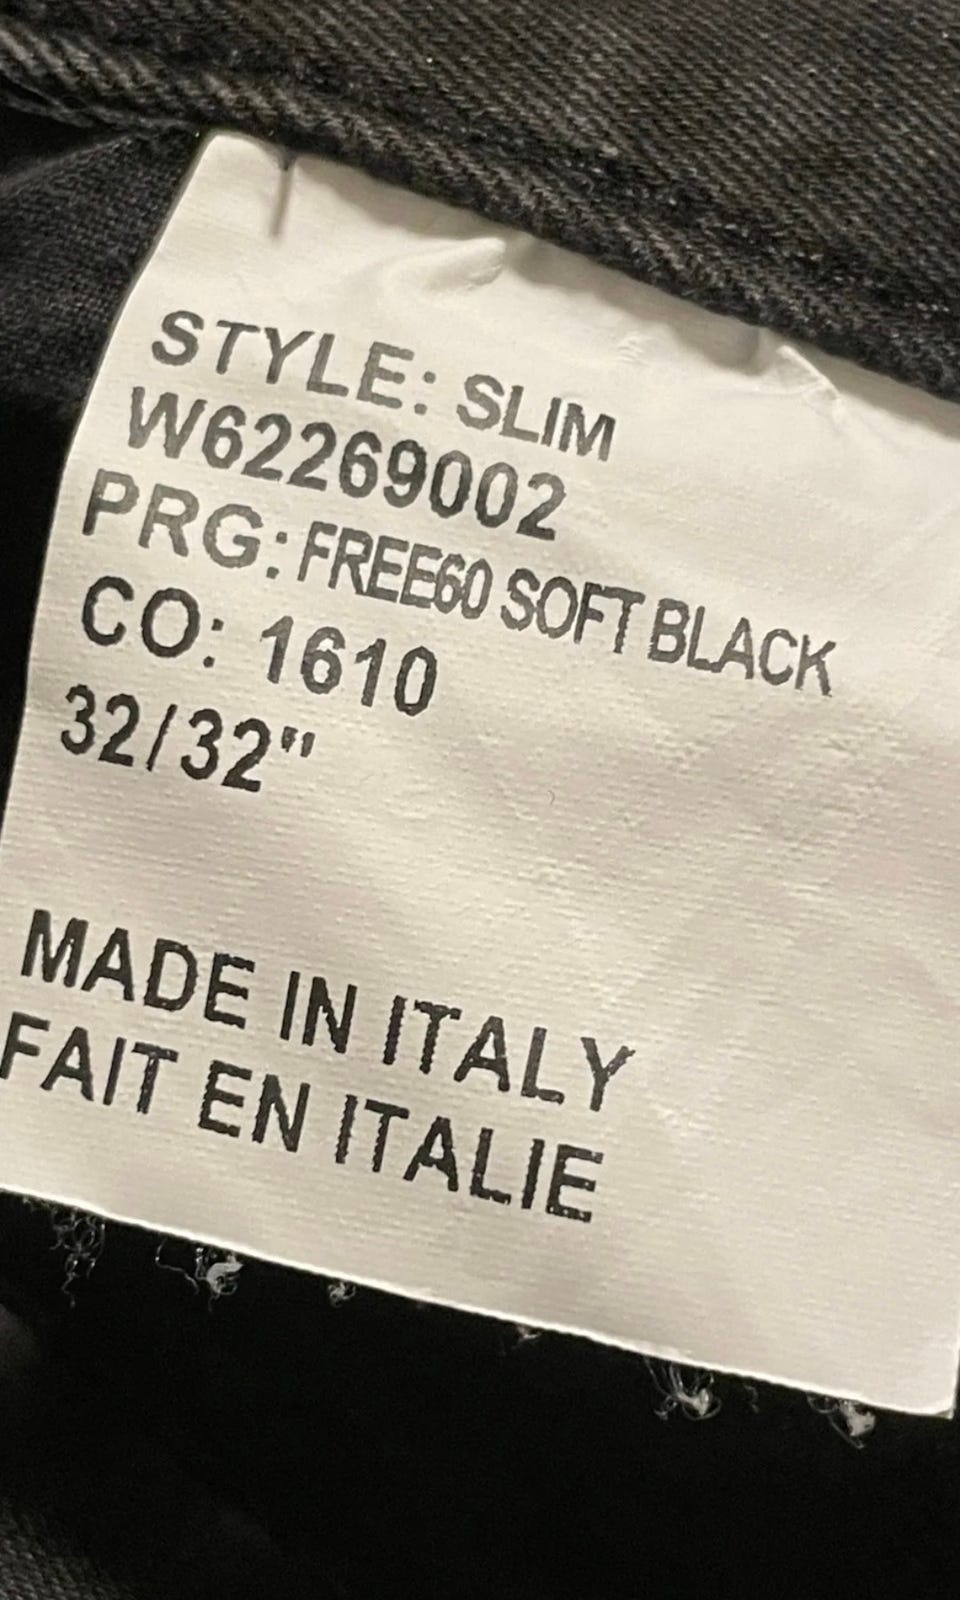 STYLE: SLIM
W62269002
PRG: FREE60 SOFT BLACK
CO: 1610
32/32"
MADE IN ITALY
FAIT EN ITALIE